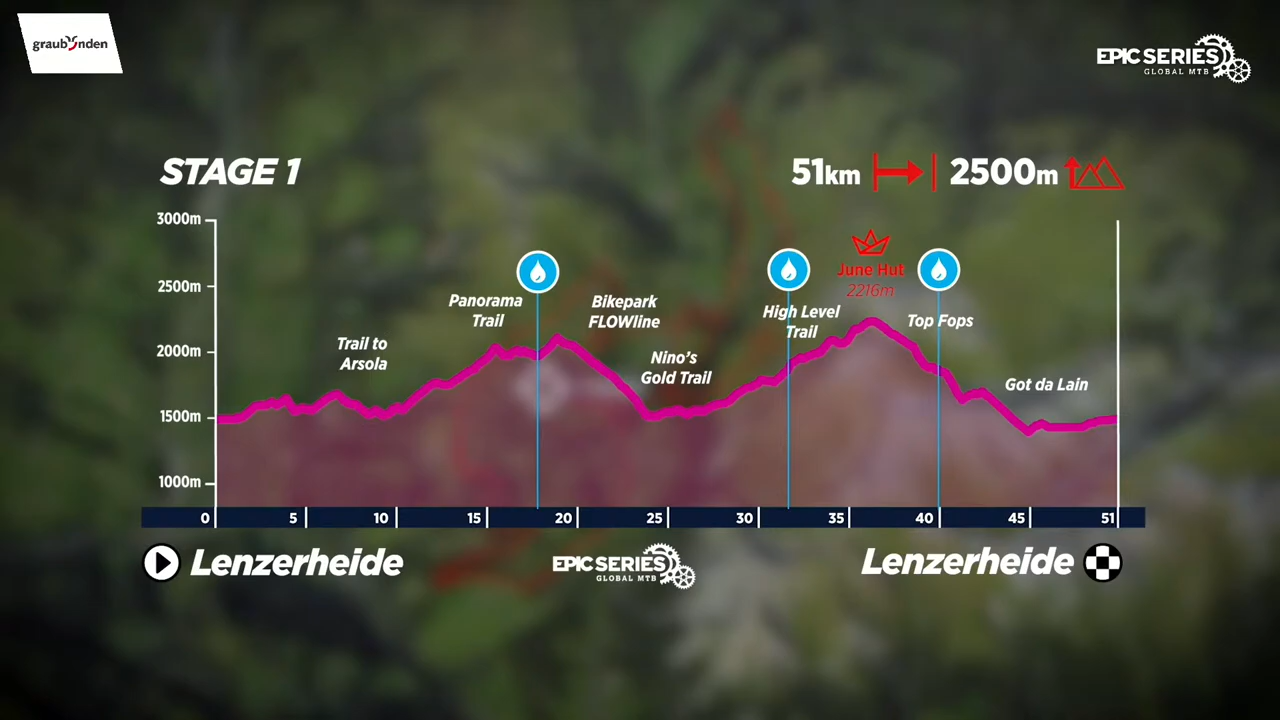 graubünden
EPIC SERIES
GLOBAL MTB
STAGE 1
51km
2500m
3000m
2500m
2000m
1500m
1000m
Trail to
Arsola
Panorama
Trail
Bikepark
FLOWline
Nino's
Gold Trail
High Level
Trail
June Hut
2216m
Top Fops
Got da Lain
0 5 10 15 20 25 30 35 40 45 51
Lenzerheide
EPIC SERIES
GLOBAL MTB
Lenzerheide